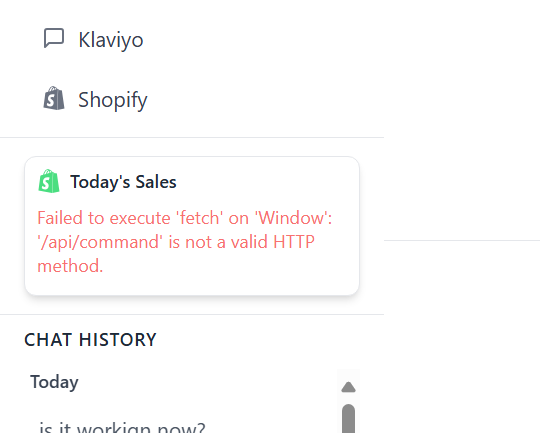 Klaviyo
Shopify
Today's Sales
Failed to execute 'fetch' on 'Window':
'/api/command' is not a valid HTTP
method.
CHAT HISTORY
Today
is it workign now?